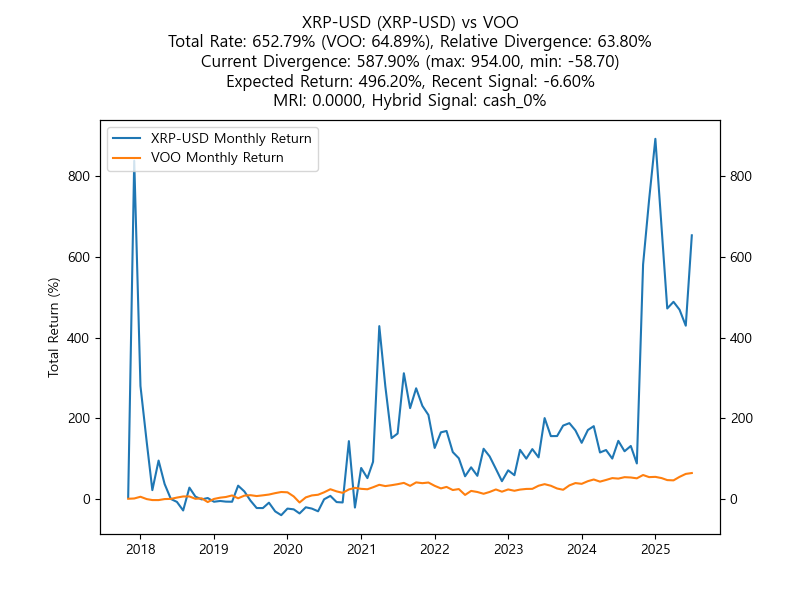 XRP-USD (XRP-USD) vs VOO
Total Rate: 652.79% (VOO: 64.89%), Relative Divergence: 63.80%
Current Divergence: 587.90% (max: 954.00, min: -58.70)
Expected Return: 496.20%, Recent Signal: -6.60%
MRI: 0.0000, Hybrid Signal: cash_0%
XRP-USD Monthly Return
VOO Monthly Return
Total Return (%)
800
600
400
200
0
800
600
400
200
0
2018 2019 2020 2021 2022 2023 2024 2025